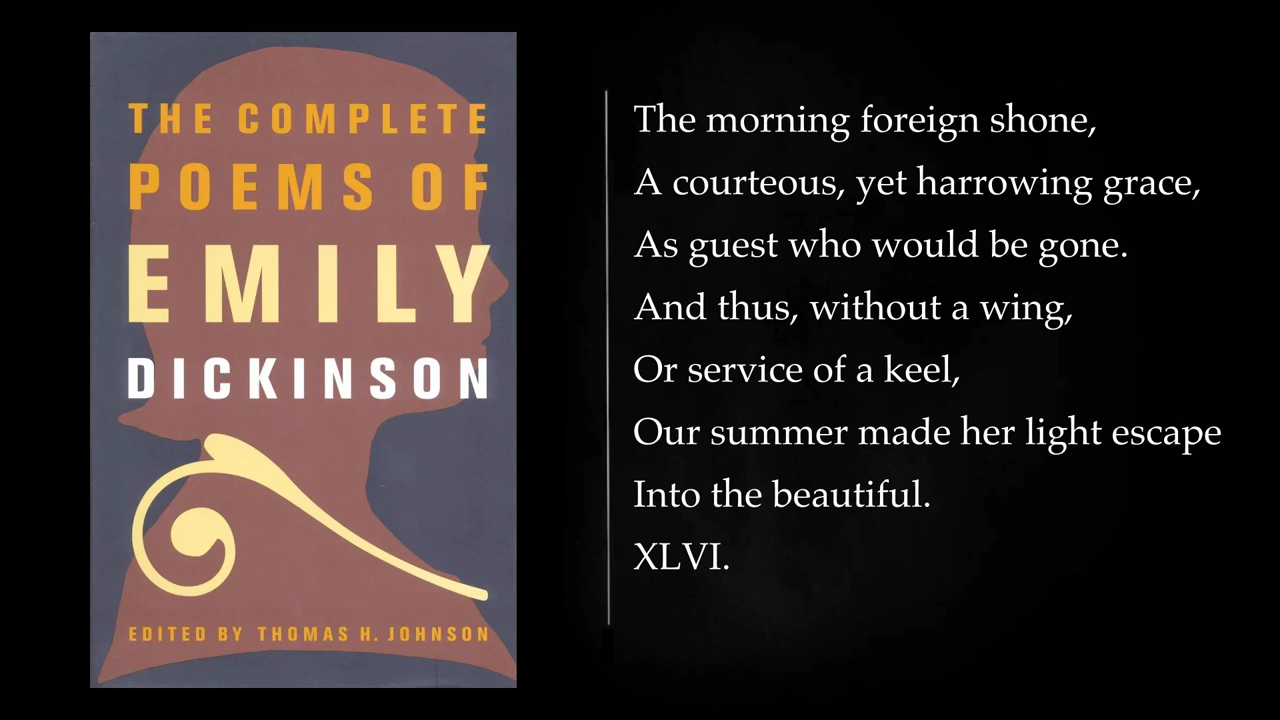 THE COMPLETE
POEMS OF
EMILY
DICKINSON
EDITED BY THOMAS H. JOHNSON
The morning foreign shone,
A courteous, yet harrowing grace,
As guest who would be gone.
And thus, without a wing,
Or service of a keel,
Our summer made her light escape
Into the beautiful.
XLVI.